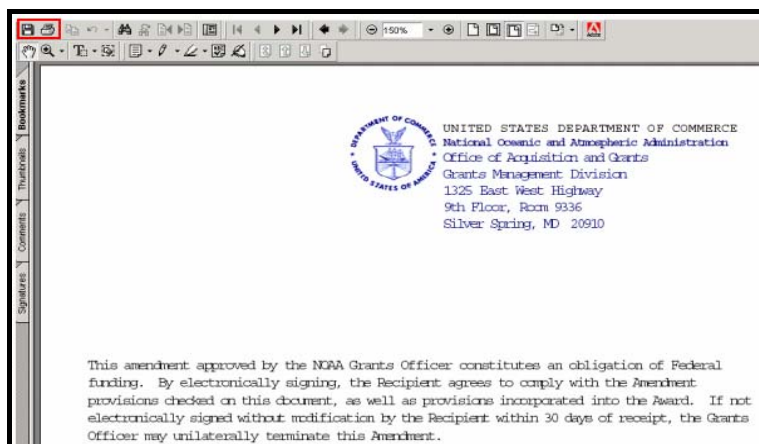 150%
Bookmarks
Thumbnails
Comments
Signatures
DEPARTMENT OF COMMERCE
UNITED STATES OF AMERICA
UNITED STATES DEPARTMENT OF COMMERCE
National Oceanic and Atmospheric Administration
Office of Acquisition and Grants
Grants Management Division
1325 East West Highway
9th Floor, Room 9336
Silver Spring, MD 20910
This amendment approved by the NOAA Grants Officer constitutes an obligation of Federal
funding. By electronically signing, the Recipient agrees to comply with the Amendment
provisions checked on this document, as well as provisions incorporated into the Award. If not
electronically signed without modification by the Recipient within 30 days of receipt, the Grants
Officer may unilaterally terminate this Amendment.